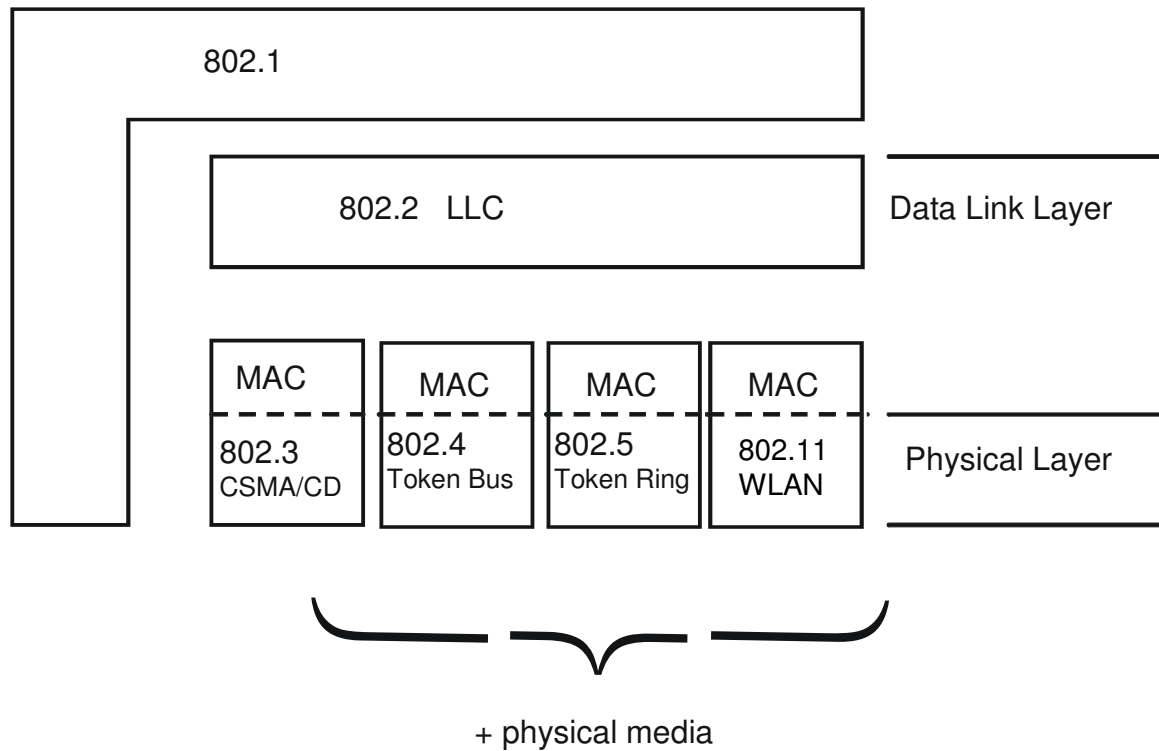 802.1
802.2 LLC
Data Link Layer
MAC
MAC
MAC
MAC
802.3
CSMA/CD
802.4
Token Bus
802.5
Token Ring
802.11
WLAN
Physical Layer
+ physical media